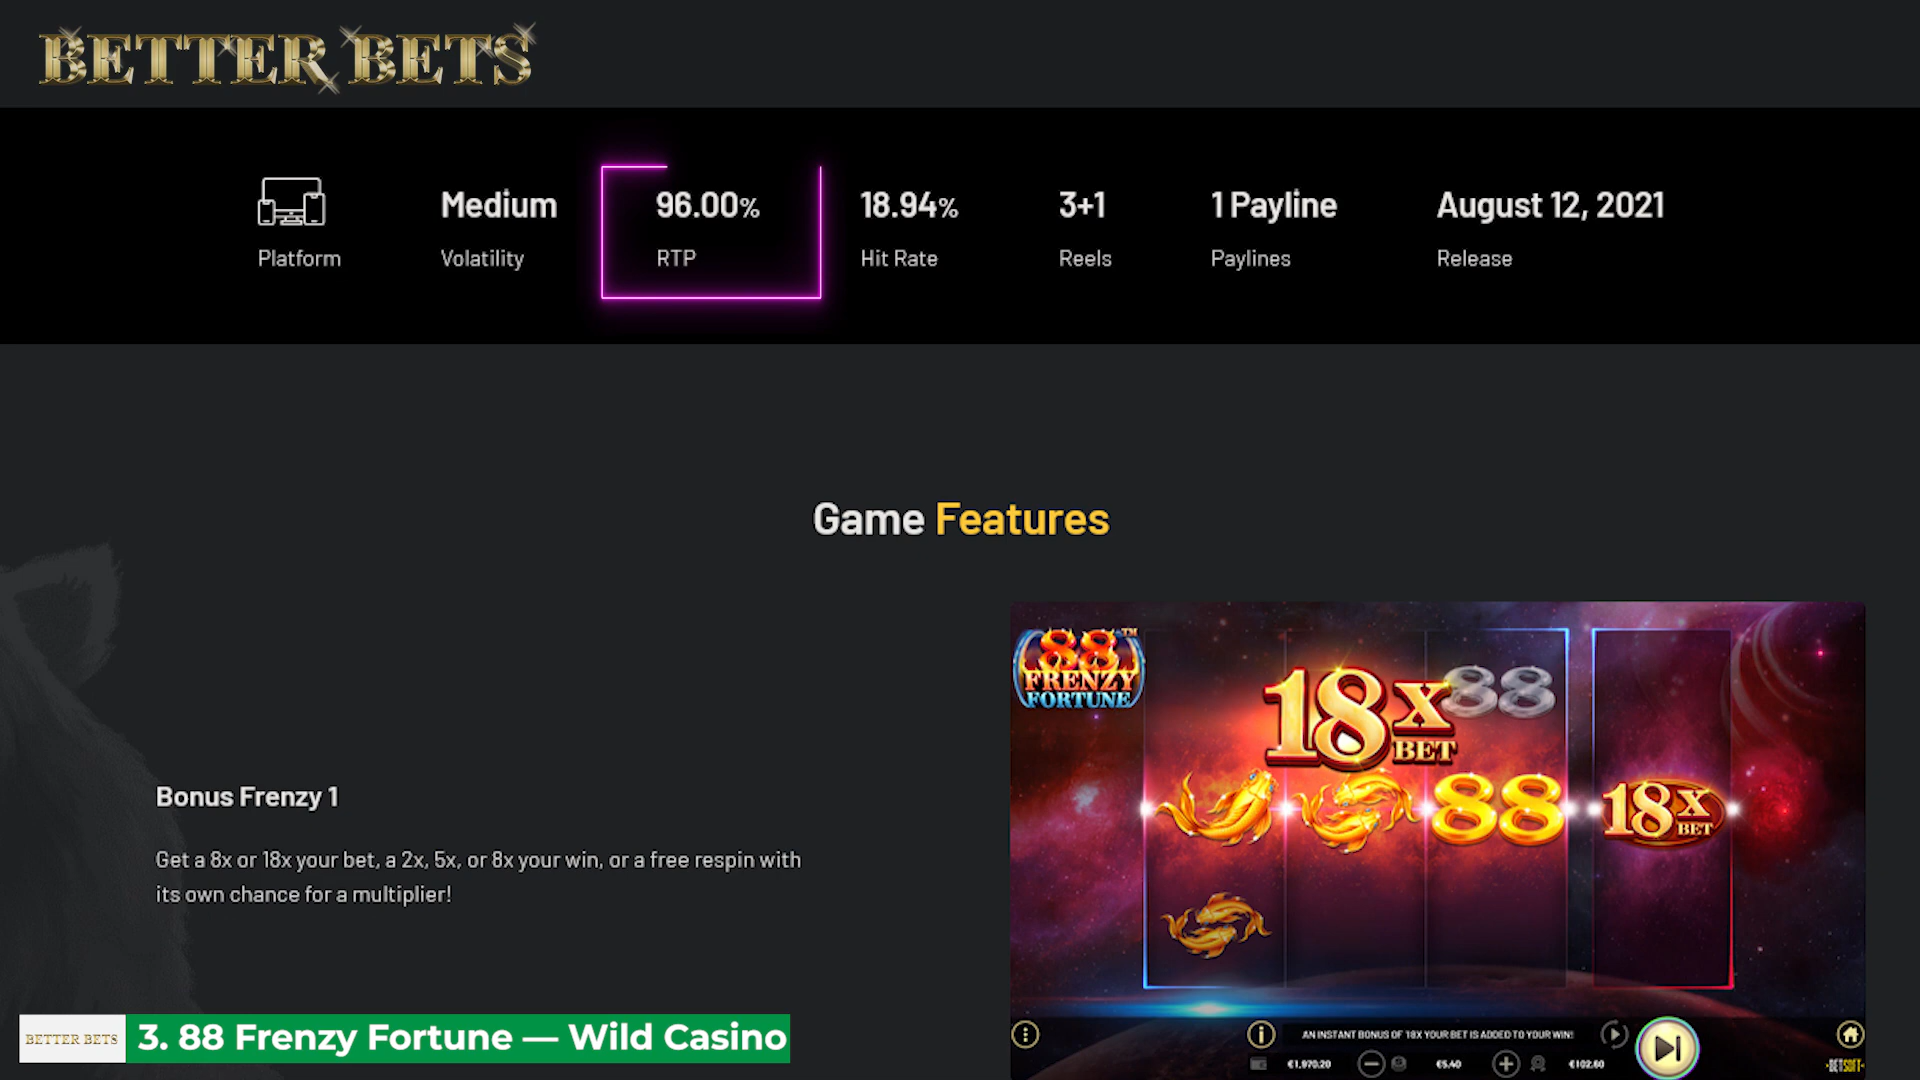 BETTER BETS
Medium 96.00% 18.94% 3+1 1 Payline August 12, 2021
Platform Volatility RTP Hit Rate Reels Paylines Release
Game Features
Bonus Frenzy 1
Get a 8x or 18x your bet, a 2x, 5x, or 8x your win, or a free respin with
its own chance for a multiplier!
88™
FRENZY
FORTUNE
18x
BET
88
88
18x
BET
AN INSTANT BONUS OF 18X YOUR BET IS ADDED TO YOUR WIN!
€1,970.20 €5.40 €102.60
BETSOFT
BETTER BETS
3. 88 Frenzy Fortune — Wild Casino